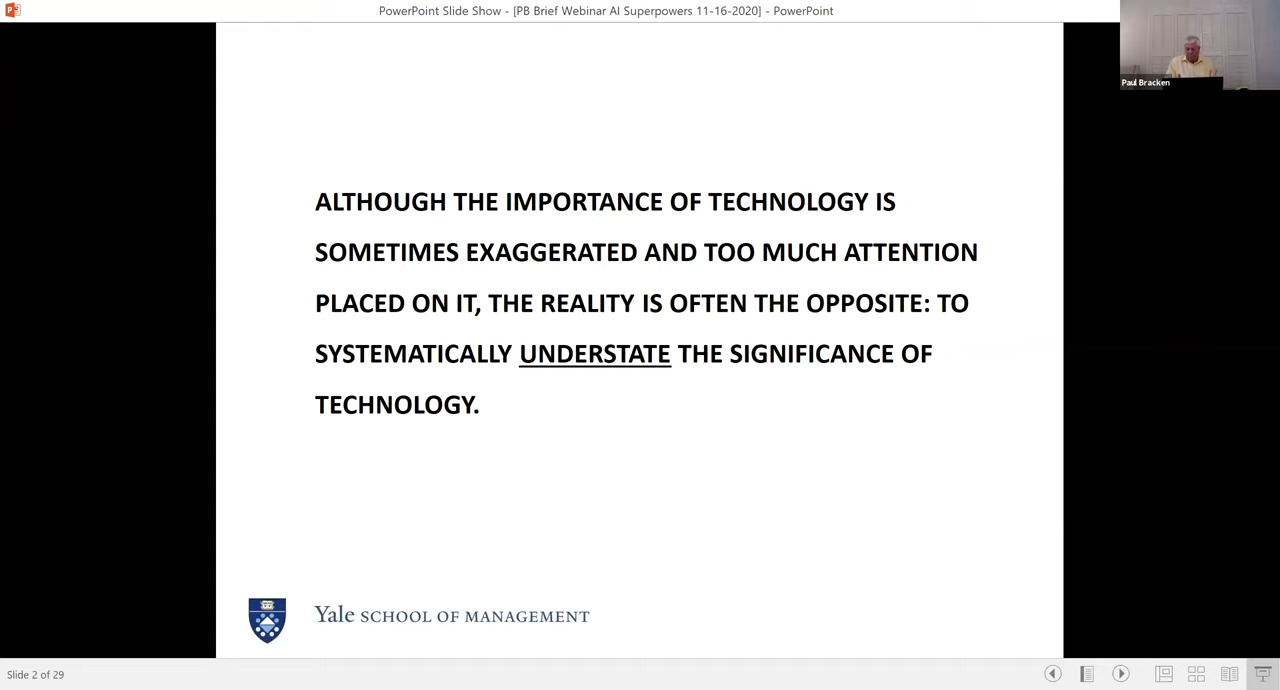 PowerPoint Slide Show - [PB Brief Webinar AI Superpowers 11-16-2020] - PowerPoint
Paul Bracken
ALTHOUGH THE IMPORTANCE OF TECHNOLOGY IS
SOMETIMES EXAGGERATED AND TOO MUCH ATTENTION
PLACED ON IT, THE REALITY IS OFTEN THE OPPOSITE: TO
SYSTEMATICALLY UNDERSTATE THE SIGNIFICANCE OF
TECHNOLOGY.
Yale SCHOOL OF MANAGEMENT
Slide 2 of 29